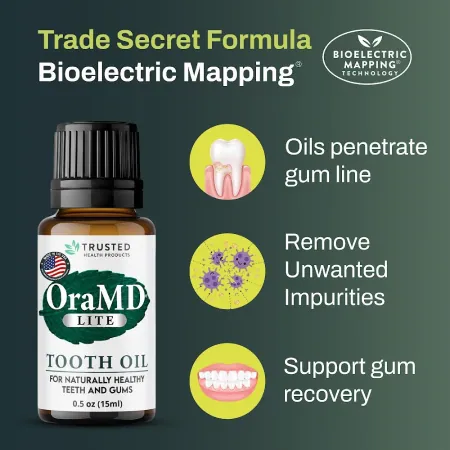 Trade Secret Formula
Bioelectric Mapping®
BIOELECTRIC
MAPPING®
TECHNOLOGY
Oils penetrate
gum line
Remove
Unwanted
Impurities
Support gum
recovery
TRUSTED
HEALTH PRODUCTS
OraMD
LITE
TOOTH OIL
FOR NATURALLY HEALTHY
TEETH AND GUMS
0.5 oz (15ml)